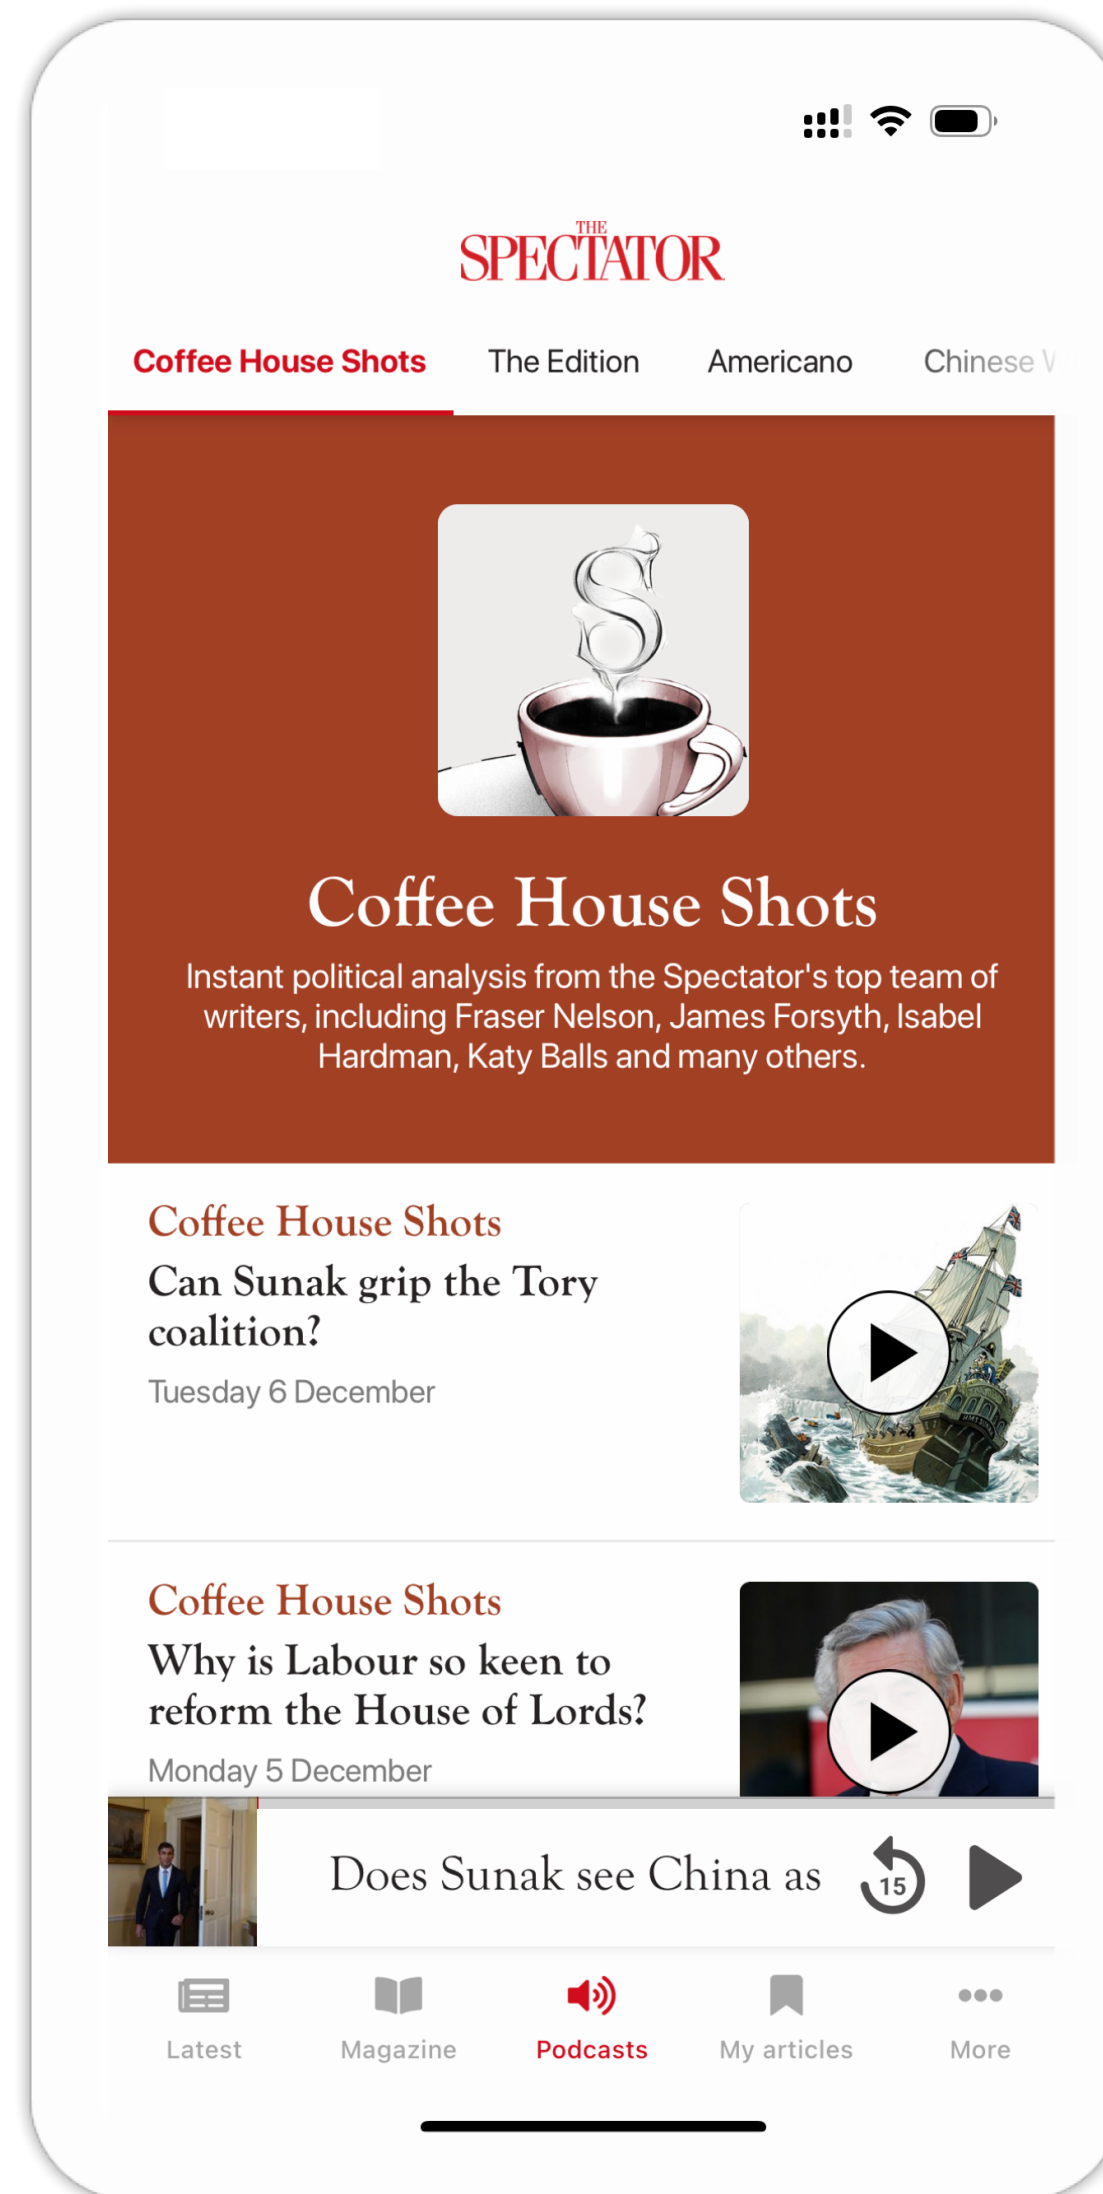 THE
SPECTATOR
Coffee House Shots The Edition Americano Chinese
Coffee House Shots
Instant political analysis from the Spectator's top team of
writers, including Fraser Nelson, James Forsyth, Isabel
Hardman, Katy Balls and many others.
Coffee House Shots
Can Sunak grip the Tory
coalition?
Tuesday 6 December
Coffee House Shots
Why is Labour so keen to
reform the House of Lords?
Monday 5 December
Does Sunak see China as
15
Latest Magazine Podcasts My articles More